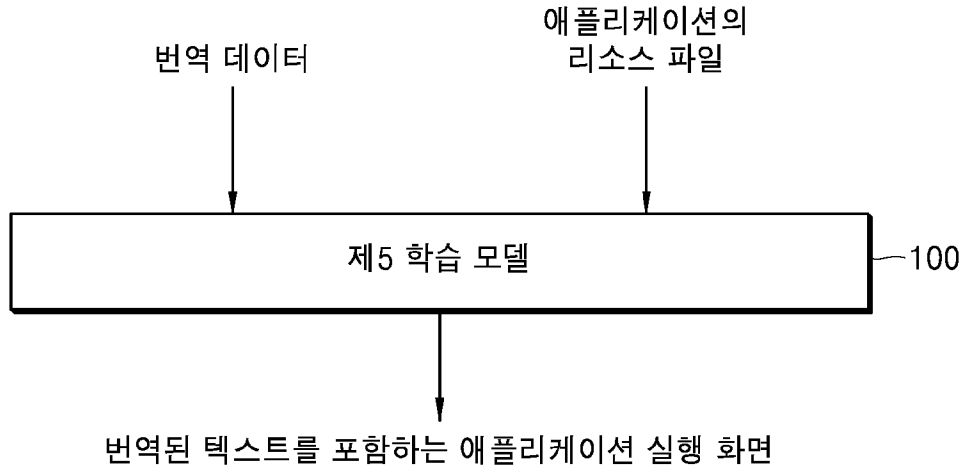 번역 데이터
애플리케이션의
리소스 파일
제5 학습 모델
100
번역된 텍스트를 포함하는 애플리케이션 실행 화면